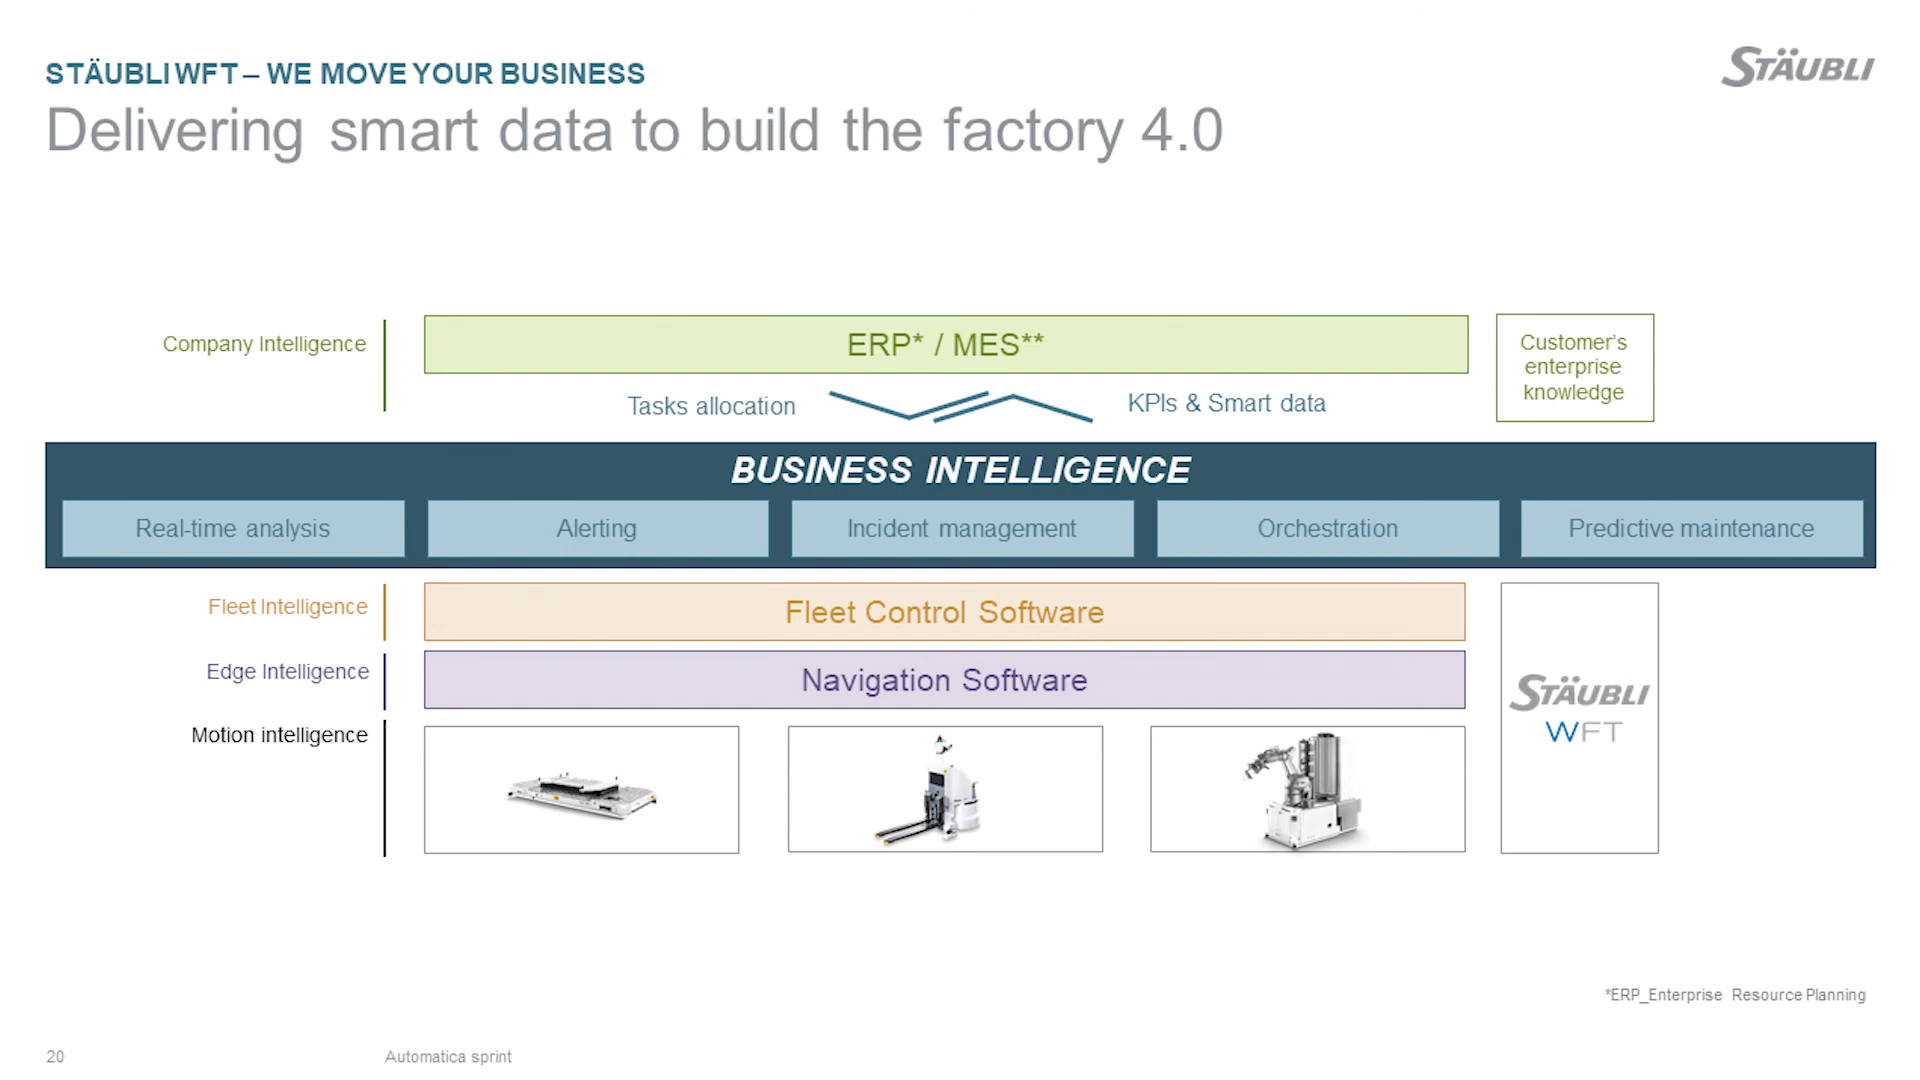 STÄUBLI WFT – WE MOVE YOUR BUSINESS
STÄUBLI
Delivering smart data to build the factory 4.0
Company Intelligence
ERP* / MES**
Customer's
enterprise
knowledge
Tasks allocation
KPIs & Smart data
BUSINESS INTELLIGENCE
Real-time analysis
Alerting
Incident management
Orchestration
Predictive maintenance
Fleet Intelligence
Fleet Control Software
Edge Intelligence
Navigation Software
Motion intelligence
STÄUBLI
WFT
*ERP_Enterprise Resource Planning
20
Automatica sprint